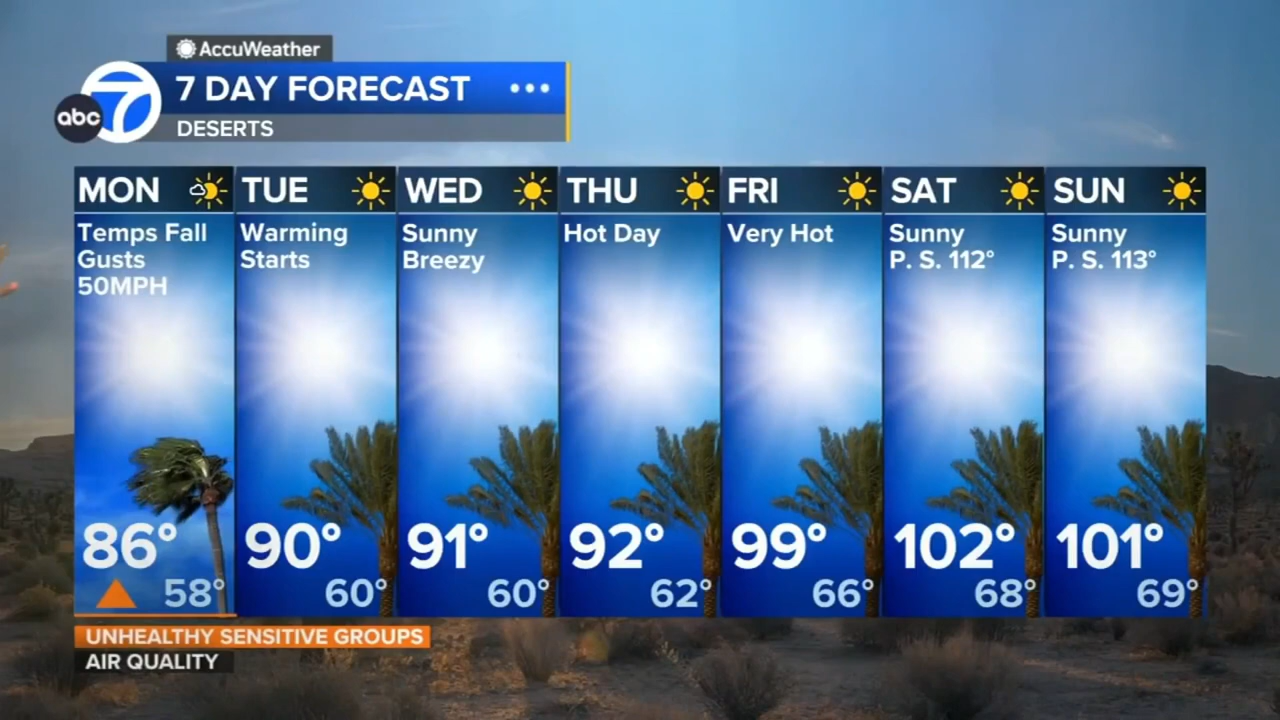 AccuWeather
abc 7
7 DAY FORECAST
DESERTS
MON
Temps Fall
Gusts
50MPH
86°
58°
TUE
Warming
Starts
90°
60°
WED
Sunny
Breezy
91°
60°
THU
Hot Day
92°
62°
FRI
Very Hot
99°
66°
SAT
Sunny
P. S. 112°
102°
68°
SUN
Sunny
P. S. 113°
101°
69°
UNHEALTHY SENSITIVE GROUPS
AIR QUALITY